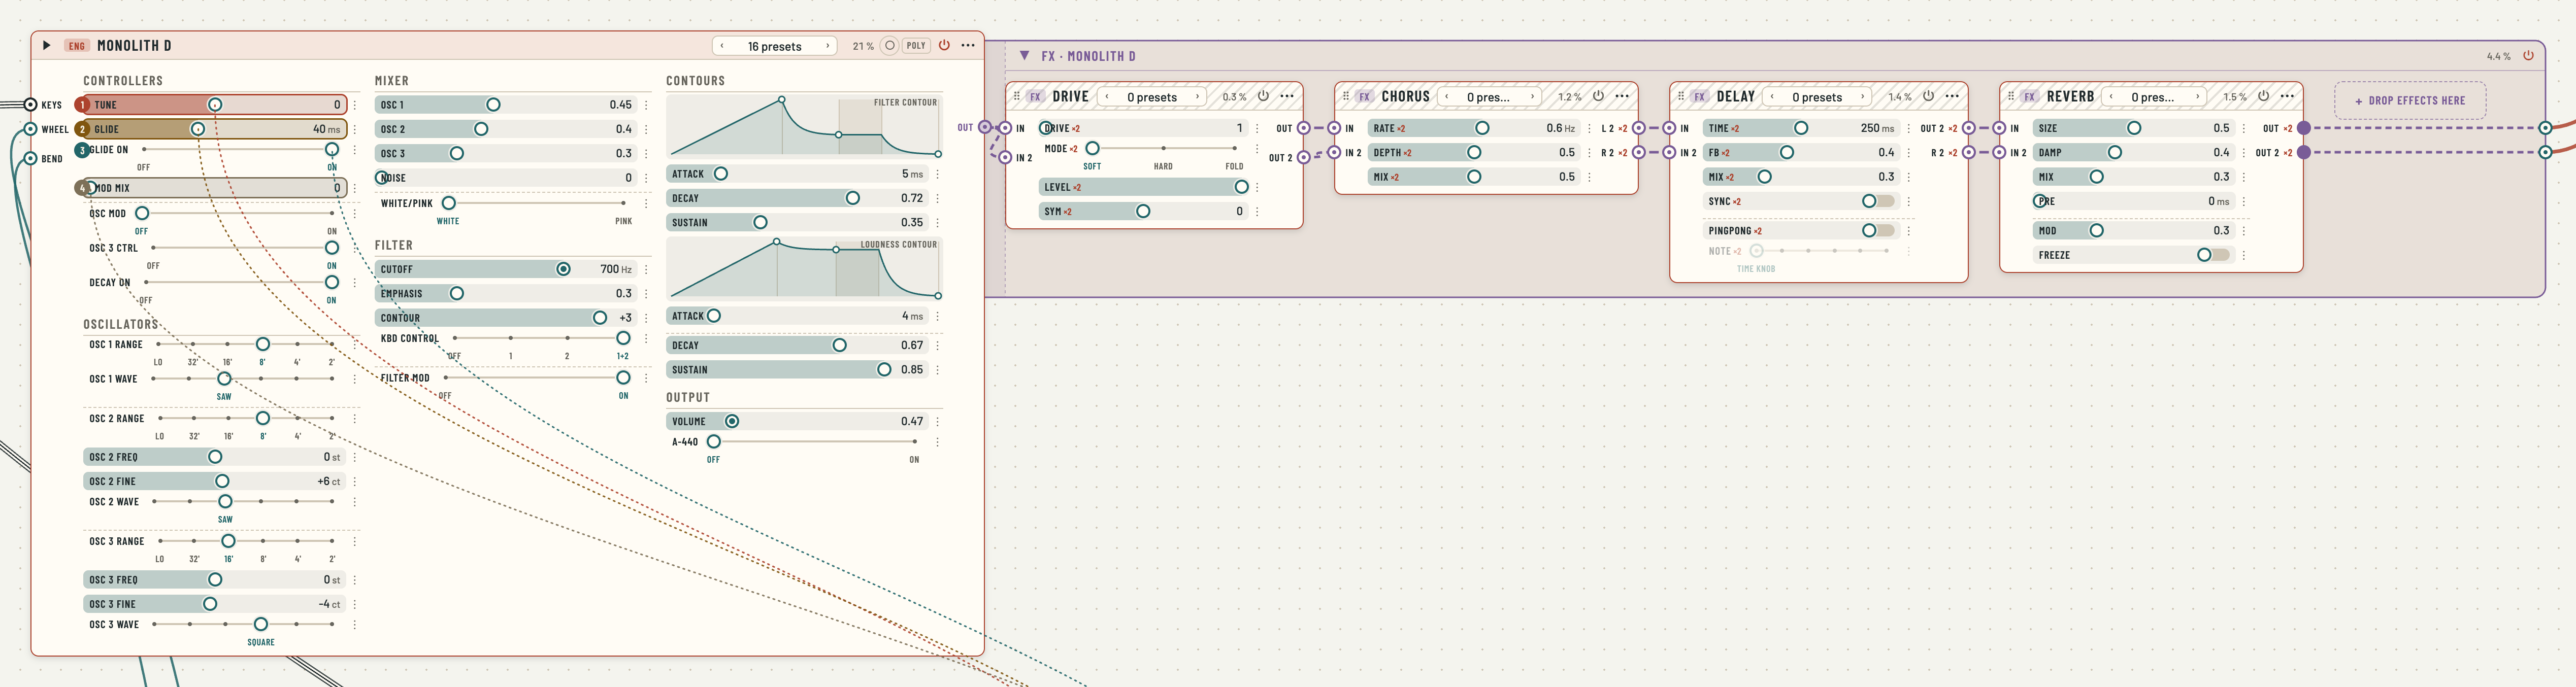 ENG MONOLITH D ‹ 16 presets › 21 % POLY
CONTROLLERS
KEYS
WHEEL
BEND
1 TUNE 0
2 GLIDE 40 ms
3 GLIDE ON
OFF ON
4 MOD MIX 0
OSC MOD
OFF ON
OSC 3 CTRL
OFF ON
DECAY ON
OFF ON
OSCILLATORS
OSC 1 RANGE
LO 32' 16' 8' 4' 2'
OSC 1 WAVE
SAW
OSC 2 RANGE
LO 32' 16' 8' 4' 2'
OSC 2 FREQ 0 st
OSC 2 FINE +6 ct
OSC 2 WAVE
SAW
OSC 3 RANGE
LO 32' 16' 8' 4' 2'
OSC 3 FREQ 0 st
OSC 3 FINE -4 ct
OSC 3 WAVE
SQUARE
MIXER
OSC 1 0.45
OSC 2 0.4
OSC 3 0.3
NOISE 0
WHITE/PINK
WHITE PINK
FILTER
CUTOFF 700 Hz
EMPHASIS 0.3
CONTOUR +3
KBD CONTROL
OFF 1 2 1+2
FILTER MOD
OFF ON
CONTOURS
FILTER CONTOUR
ATTACK 5 ms
DECAY 0.72
SUSTAIN 0.35
LOUDNESS CONTOUR
ATTACK 4 ms
DECAY 0.67
SUSTAIN 0.85
OUTPUT
VOLUME 0.47
A-440
OFF ON
OUT
FX · MONOLITH D 4.4 %
FX DRIVE ‹ 0 presets › 0.3 %
IN DRIVE ×2 1 OUT
IN 2 MODE ×2 OUT 2
SOFT HARD FOLD
LEVEL ×2
SYM ×2 0
FX CHORUS ‹ 0 pres... › 1.2 %
IN RATE ×2 0.6 Hz L 2 ×2
IN 2 DEPTH ×2 0.5 R 2 ×2
MIX ×2 0.5
FX DELAY ‹ 0 presets › 1.4 %
IN TIME ×2 250 ms OUT 2 ×2
IN 2 FB ×2 0.4 R 2 ×2
MIX ×2 0.3
SYNC ×2
PINGPONG ×2
NOTE ×2
TIME KNOB
FX REVERB ‹ 0 pres... › 1.5 %
IN SIZE 0.5 OUT ×2
IN 2 DAMP 0.4 OUT 2 ×2
MIX 0.3
PRE 0 ms
MOD 0.3
FREEZE
+ DROP EFFECTS HERE